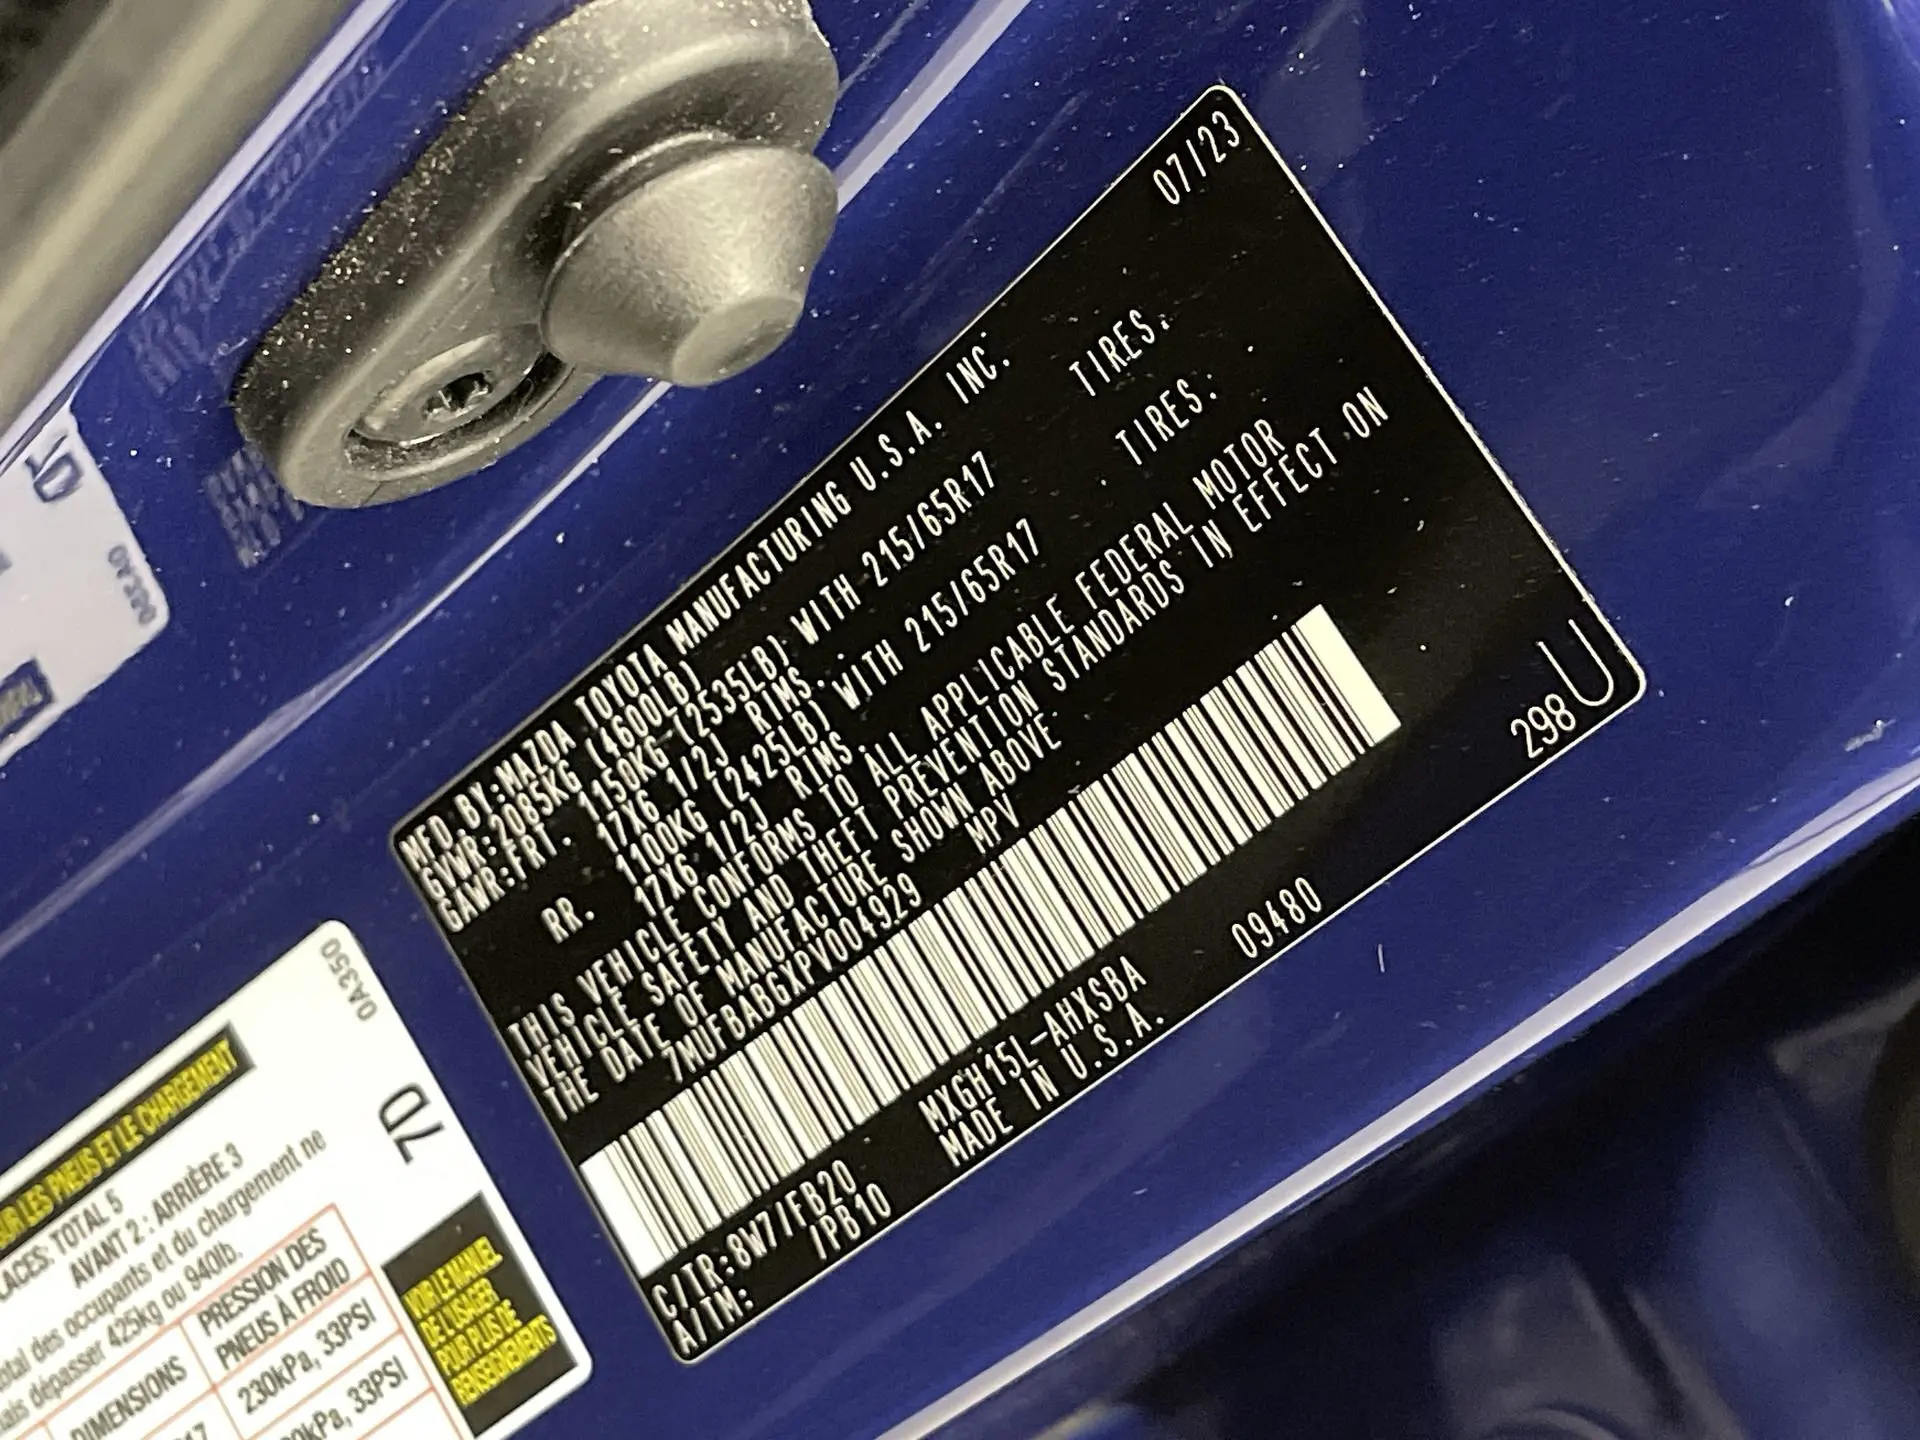 07/23
MFD.BY:MAZDA TOYOTA MANUFACTURING U.S.A. INC.
GVWR:2085KG (4600LB)
GAWR:FRT. 1150KG (2535LB) WITH 215/65R17 TIRES.
17X6 1/2J RIMS.
RR. 1100KG (2425LB) WITH 215/65R17 TIRES.
17X6 1/2J RIMS.
THIS VEHICLE CONFORMS TO ALL APPLICABLE FEDERAL MOTOR
VEHICLE SAFETY AND THEFT PREVENTION STANDARDS IN EFFECT ON
THE DATE OF MANUFACTURE SHOWN ABOVE.
7MUFBABGXPV004929 MPV
C/TR:8W7/FB20 MXGH15L-AHXSBA 09480
A/TM: /PB10 MADE IN U.S.A.
298U
0A350
7D
SUR LES PNEUS ET LE CHARGEMENT
TOTAL 5
AVANT 2 : ARRIÈRE 3
total des occupants et du chargement ne
dépasser 425kg ou 940lb.
DIMENSIONS
PRESSION DES
PNEUS À FROID
230kPa, 33PSI
33PSI
VOIR LE MANUEL
DE L'USAGER
POUR PLUS DE
RENSEIGNEMENTS